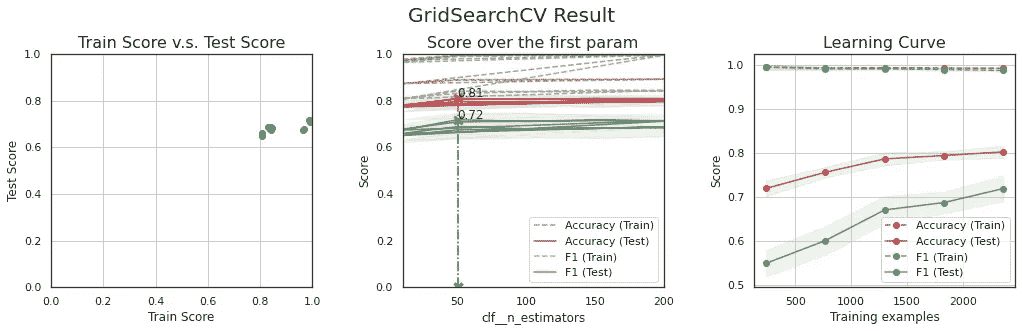 GridSearchCV Result
Train Score v.s. Test Score
Test Score
1.0
0.8
0.6
0.4
0.2
0.0
0.0 0.2 0.4 0.6 0.8 1.0
Train Score
Score over the first param
Score
1.0
0.8
0.6
0.4
0.2
0.0
0.81
0.72
Accuracy (Train)
Accuracy (Test)
F1 (Train)
F1 (Test)
50 100 150 200
clf__n_estimators
Learning Curve
Score
1.0
0.9
0.8
0.7
0.6
0.5
Accuracy (Train)
Accuracy (Test)
F1 (Train)
F1 (Test)
500 1000 1500 2000
Training examples